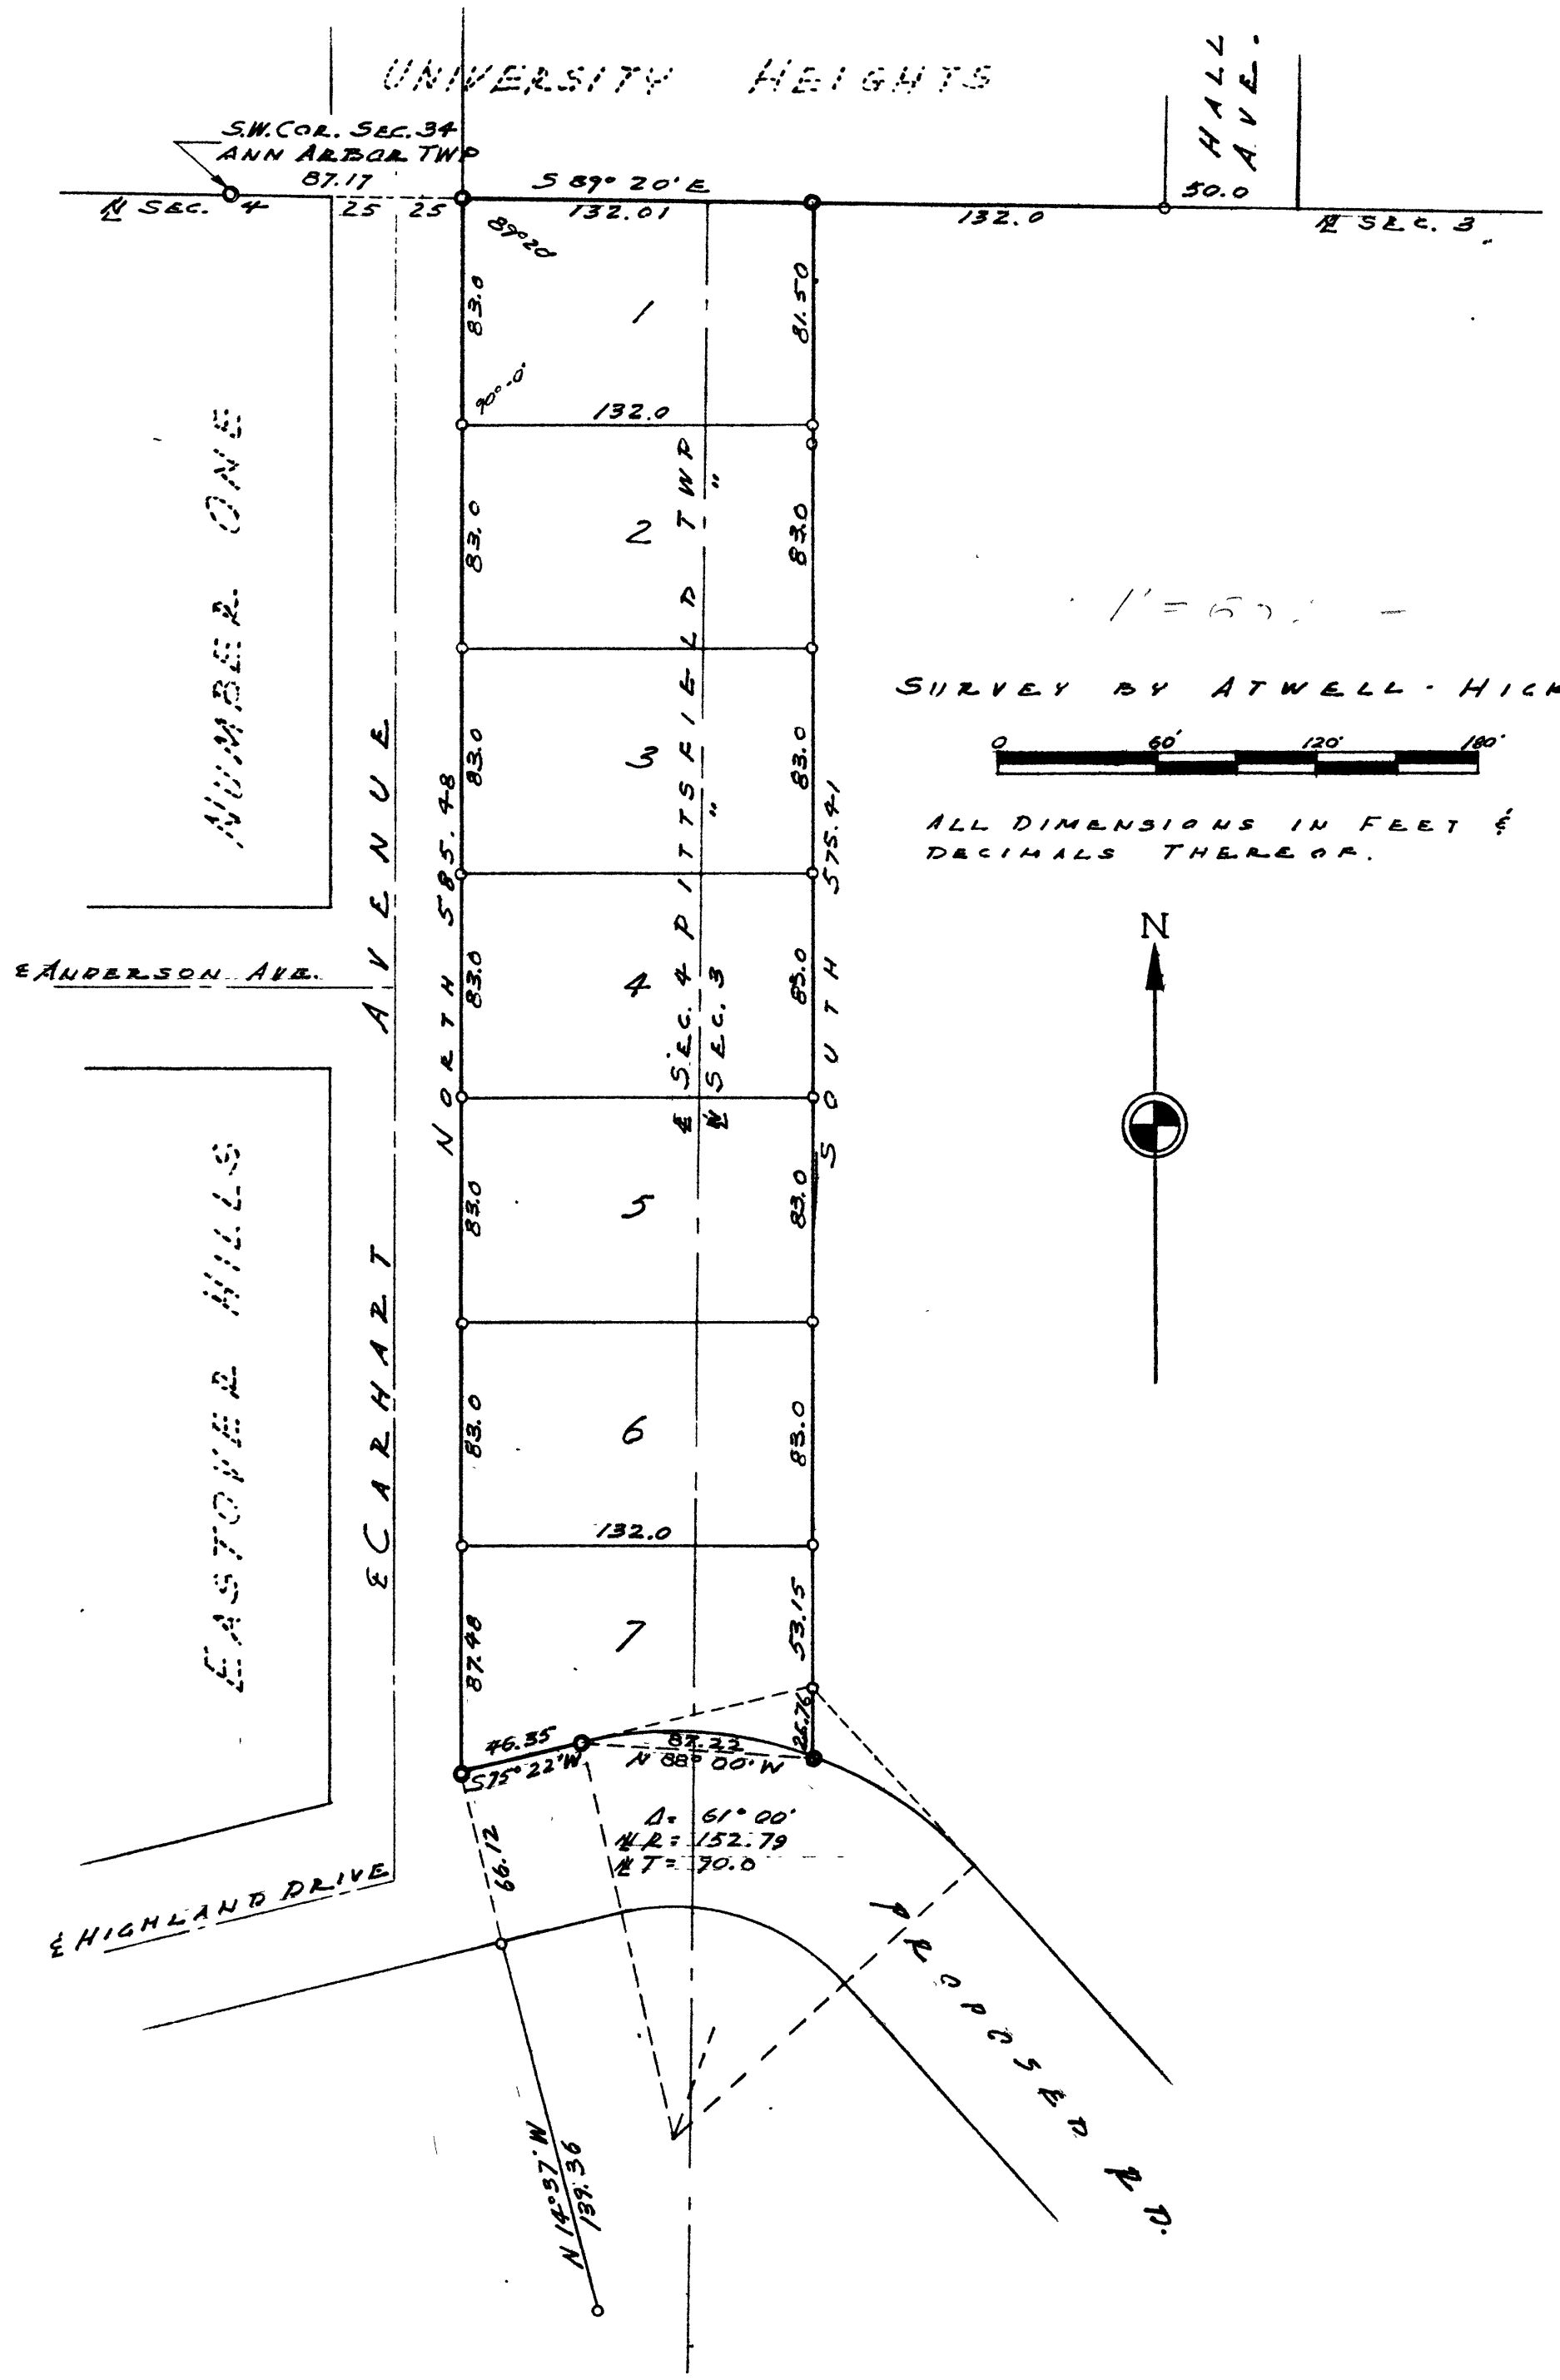 UNIVERSITY HEIGHTS
HALL
AVE.
S.W. COR. SEC. 34
ANN ARBOR TWP
87.17
S 89° 20' E
50.0
N SEC. 4
25 25
132.01
132.0
N SEC. 3
89°20'
83.0
1
81.50
90°-0'
132.0
NUMBER ONE
83.0
2
83.0
SURVEY BY ATWELL - HICK
83.0
3
83.0
0 60' 120' 180'
ALL DIMENSIONS IN FEET &
DECIMALS THEREOF.
NORTH 585.48
SOUTH 575.41
E SEC. 4 PITTSFIELD TWP
W SEC. 3 " "
N
℄ ANDERSON AVE.
83.0
4
83.0
℄ CARHART AVENUE
EASTOVER HILLS
83.0
5
83.0
83.0
6
83.0
132.0
87.48
7
53.15
26.76
46.35
S75° 22' W
82.22
N 88° 00' W
Δ = 61° 00'
R = 152.79
T = 90.0
66.12
℄ HIGHLAND DRIVE
PROPOSED RD.
N 14°37' W
139.36